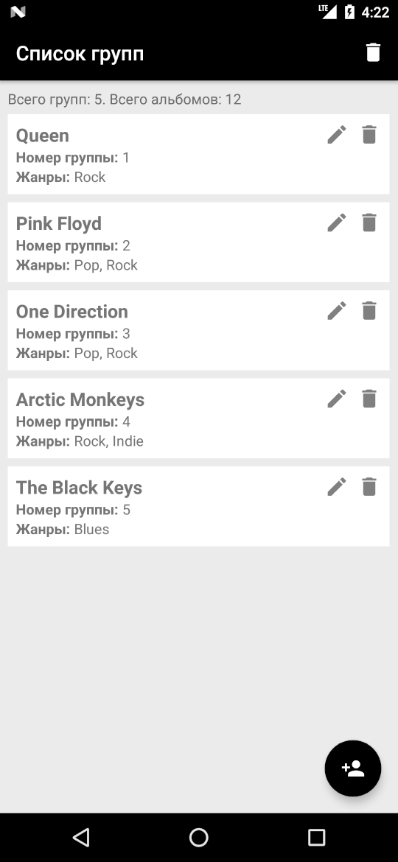 LTE 4:22
Список групп
Всего групп: 5. Всего альбомов: 12
Queen
Номер группы: 1
Жанры: Rock
Pink Floyd
Номер группы: 2
Жанры: Pop, Rock
One Direction
Номер группы: 3
Жанры: Pop, Rock
Arctic Monkeys
Номер группы: 4
Жанры: Rock, Indie
The Black Keys
Номер группы: 5
Жанры: Blues